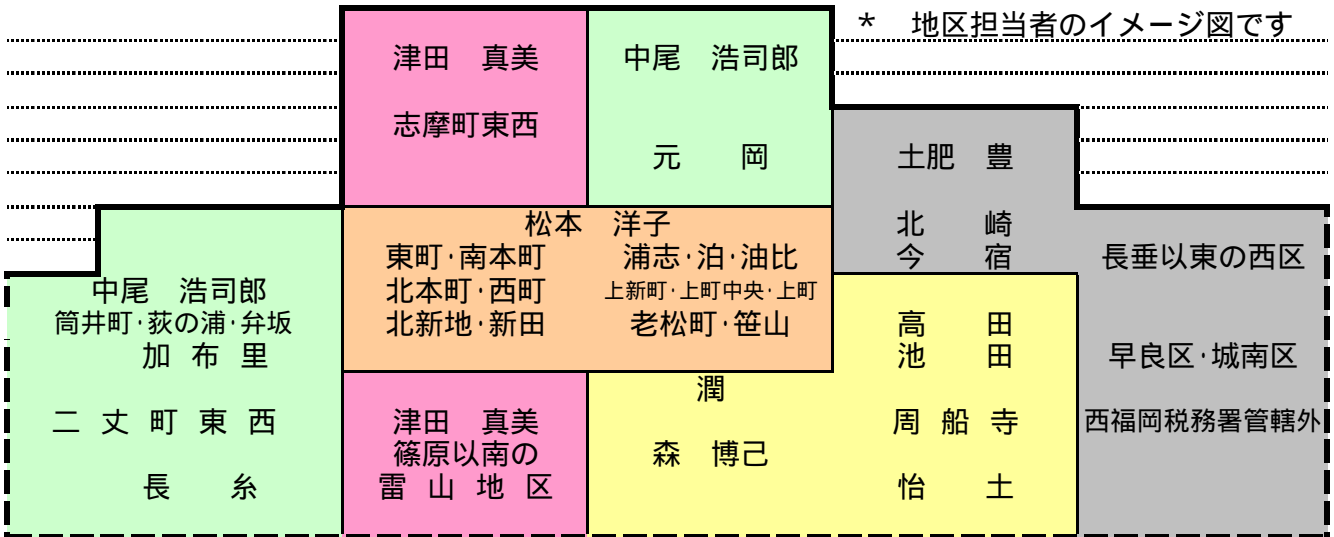 * 地区担当者のイメージ図です
津田 真美
志摩町東西
中尾 浩司郎
元 岡
土肥 豊
北 崎
今 宿
長垂以東の西区
早良区・城南区
西福岡税務署管轄外
松本 洋子
東町・南本町 浦志・泊・油比
北本町・西町 上新町・上町中央・上町
北新地・新田 老松町・笹山
中尾 浩司郎
筒井町・荻の浦・弁坂
加 布 里
二 丈 町 東 西
長 糸
津田 真美
篠原以南の
雷 山 地 区
潤
森 博己
高 田
池 田
周 船 寺
怡 土